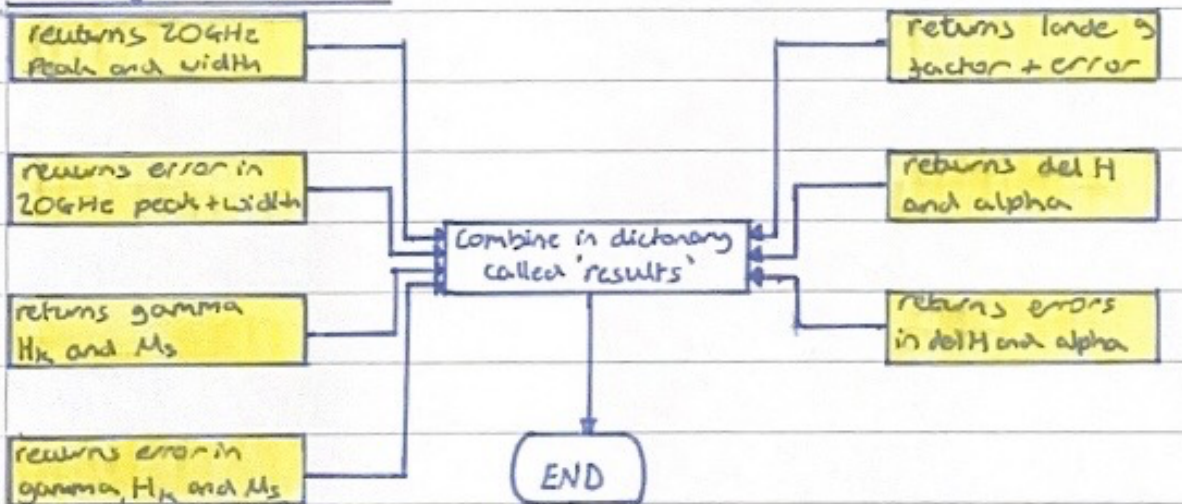 reuturns 20GHz
Peak and width
returns error in
20GHz peak+width
returns gamma
Hk and Ms
returns error in
gamma, Hk and Ms
Combine in dictonary
called 'results'
END
returns lande g
factor + error
returns del H
and alpha
returns errors
in del H and alpha